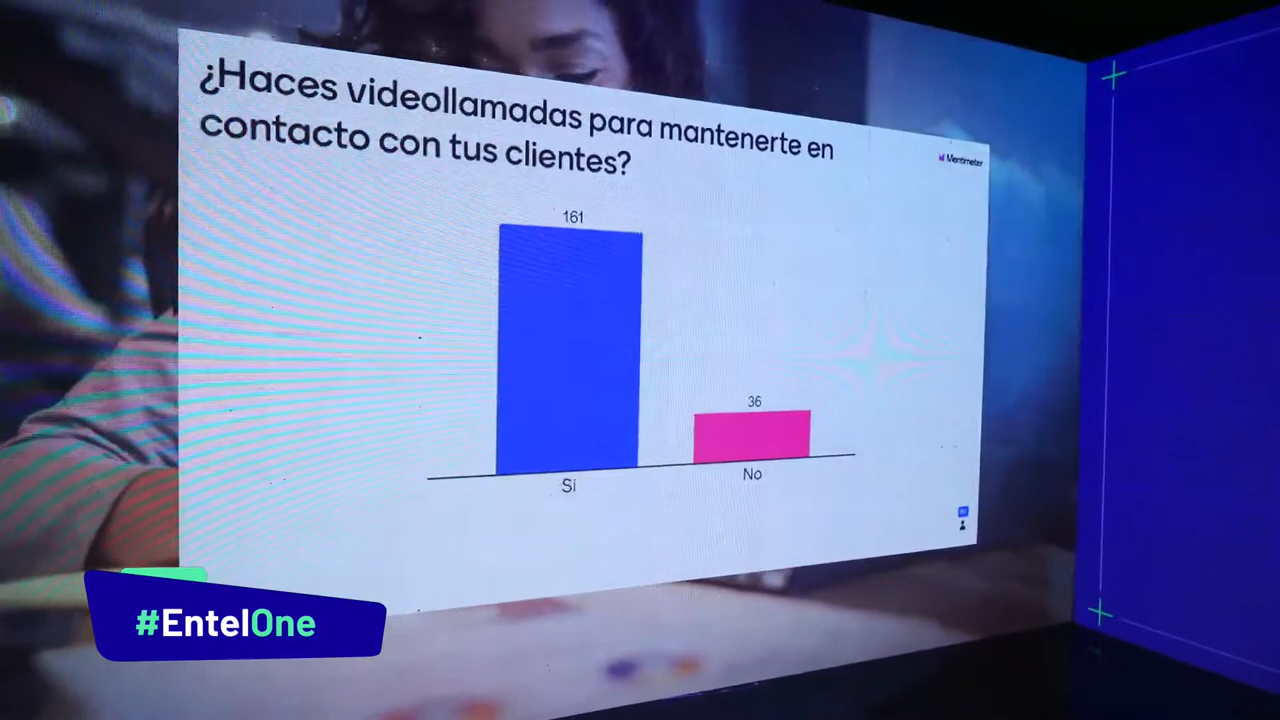 ¿Haces videollamadas para mantenerte en
contacto con tus clientes?
Mentimeter
161
36
Sí
No
#EntelOne